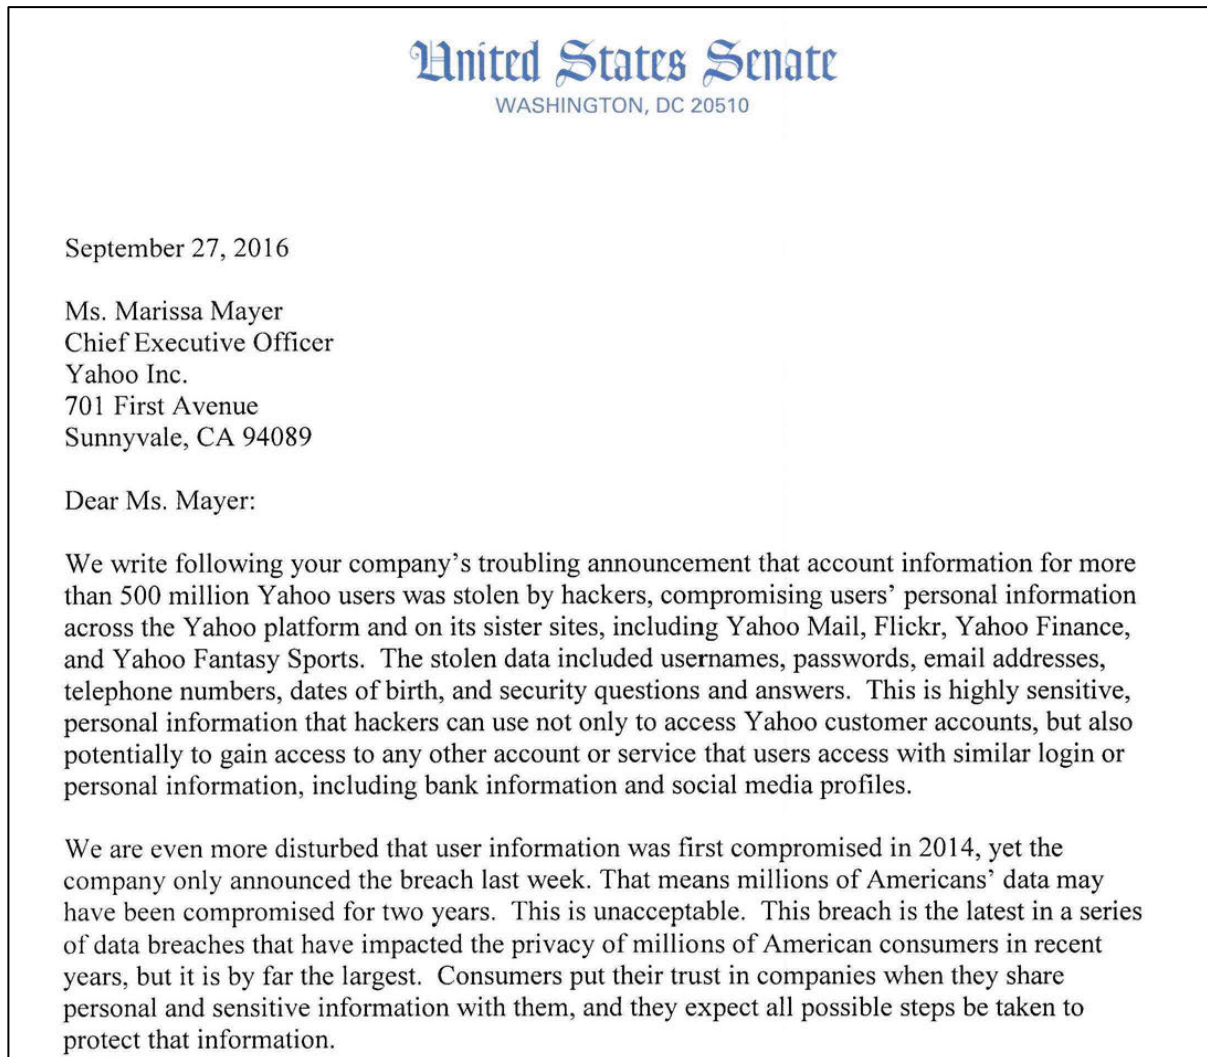 United States Senate
WASHINGTON, DC 20510
September 27, 2016
Ms. Marissa Mayer
Chief Executive Officer
Yahoo Inc.
701 First Avenue
Sunnyvale, CA 94089
Dear Ms. Mayer:
We write following your company’s troubling announcement that account information for more
than 500 million Yahoo users was stolen by hackers, compromising users’ personal information
across the Yahoo platform and on its sister sites, including Yahoo Mail, Flickr, Yahoo Finance,
and Yahoo Fantasy Sports.  The stolen data included usernames, passwords, email addresses,
telephone numbers, dates of birth, and security questions and answers.  This is highly sensitive,
personal information that hackers can use not only to access Yahoo customer accounts, but also
potentially to gain access to any other account or service that users access with similar login or
personal information, including bank information and social media profiles.
We are even more disturbed that user information was first compromised in 2014, yet the
company only announced the breach last week. That means millions of Americans’ data may
have been compromised for two years.  This is unacceptable.  This breach is the latest in a series
of data breaches that have impacted the privacy of millions of American consumers in recent
years, but it is by far the largest.  Consumers put their trust in companies when they share
personal and sensitive information with them, and they expect all possible steps be taken to
protect that information.